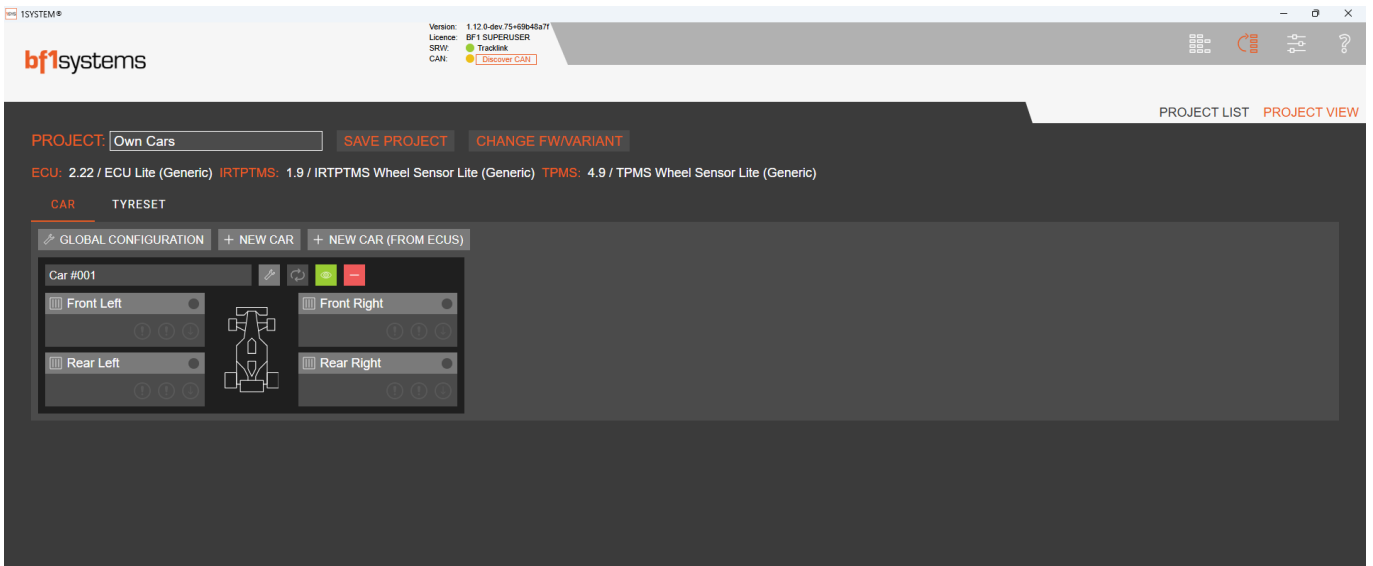 1SYSTEM®
bf1systems
Version: 1.12.0-dev.75+69b48a7f
Licence: BF1 SUPERUSER
SRW: Tracklink
CAN: Discover CAN
PROJECT LIST PROJECT VIEW
PROJECT: Own Cars SAVE PROJECT CHANGE FW/VARIANT
ECU: 2.22 / ECU Lite (Generic) IRTPTMS: 1.9 / IRTPTMS Wheel Sensor Lite (Generic) TPMS: 4.9 / TPMS Wheel Sensor Lite (Generic)
CAR TYRESET
GLOBAL CONFIGURATION + NEW CAR + NEW CAR (FROM ECUS)
Car #001
Front Left Front Right
Rear Left Rear Right